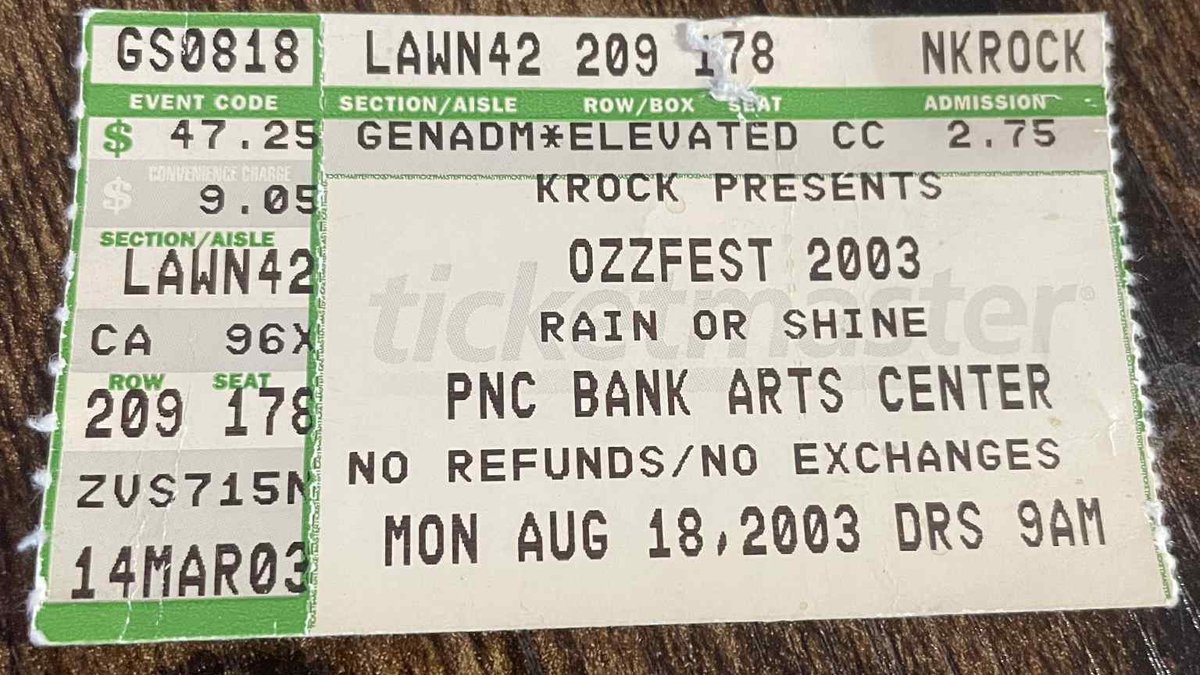 GS0818 LAWN42 209 178 NKROCK
EVENT CODE SECTION/AISLE ROW/BOX SEAT ADMISSION
$ 47.25 GENADM*ELEVATED CC 2.75
CONVENIENCE CHARGE
$ 9.05
KROCK PRESENTS
SECTION/AISLE
LAWN42
OZZFEST 2003
ticketmaster
CA 96X
RAIN OR SHINE
ROW SEAT
209 178
PNC BANK ARTS CENTER
ZVS715N
NO REFUNDS/NO EXCHANGES
14MAR03
MON AUG 18,2003 DRS 9AM